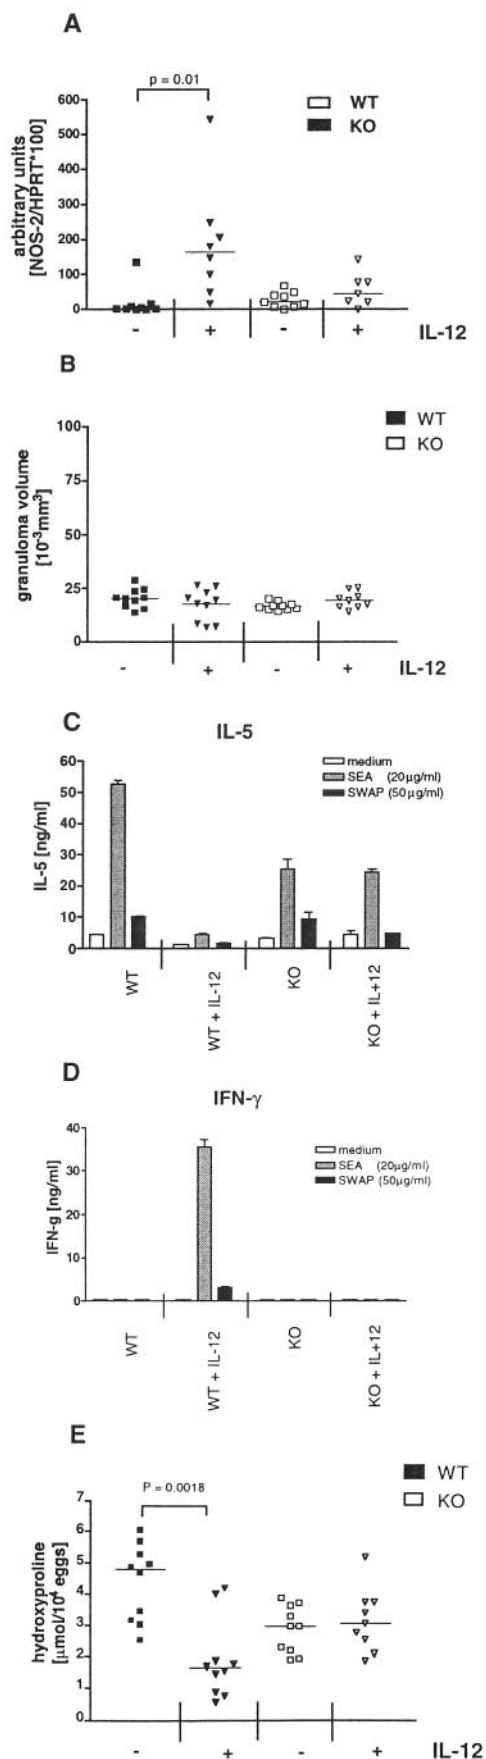 A
p = 0.01
WT
KO
arbitrary units
[NOS-2/HPRT*100]
600
500
400
300
200
100
0
- + - + IL-12
B
WT
KO
granuloma volume
[10-3mm3]
100
75
50
25
0
- + - + IL-12
C
IL-5
medium
SEA (20µg/ml)
SWAP (50µg/ml)
IL-5 [ng/ml]
60
50
40
30
20
10
0
WT
WT + IL-12
KO
KO + IL+12
D
IFN-γ
medium
SEA (20µg/ml)
SWAP (50µg/ml)
IFN-g [ng/ml]
40
30
20
10
0
WT
WT + IL-12
KO
KO + IL+12
E
WT
KO
P = 0.0018
hydroxyproline
[µmol/10⁴ eggs]
7
6
5
4
3
2
1
0
- + - + IL-12